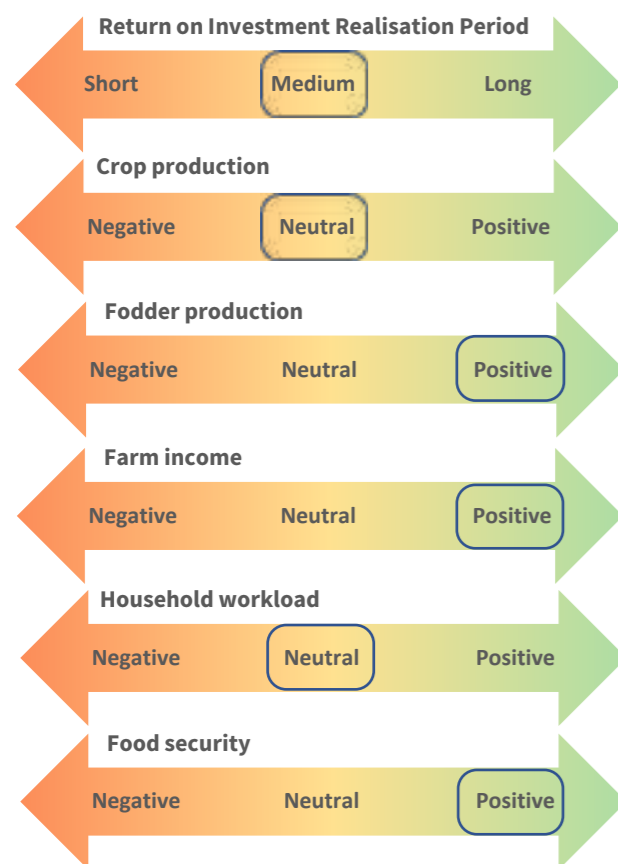 Return on Investment Realisation Period
Short Medium Long
Crop production
Negative Neutral Positive
Fodder production
Negative Neutral Positive
Farm income
Negative Neutral Positive
Household workload
Negative Neutral Positive
Food security
Negative Neutral Positive